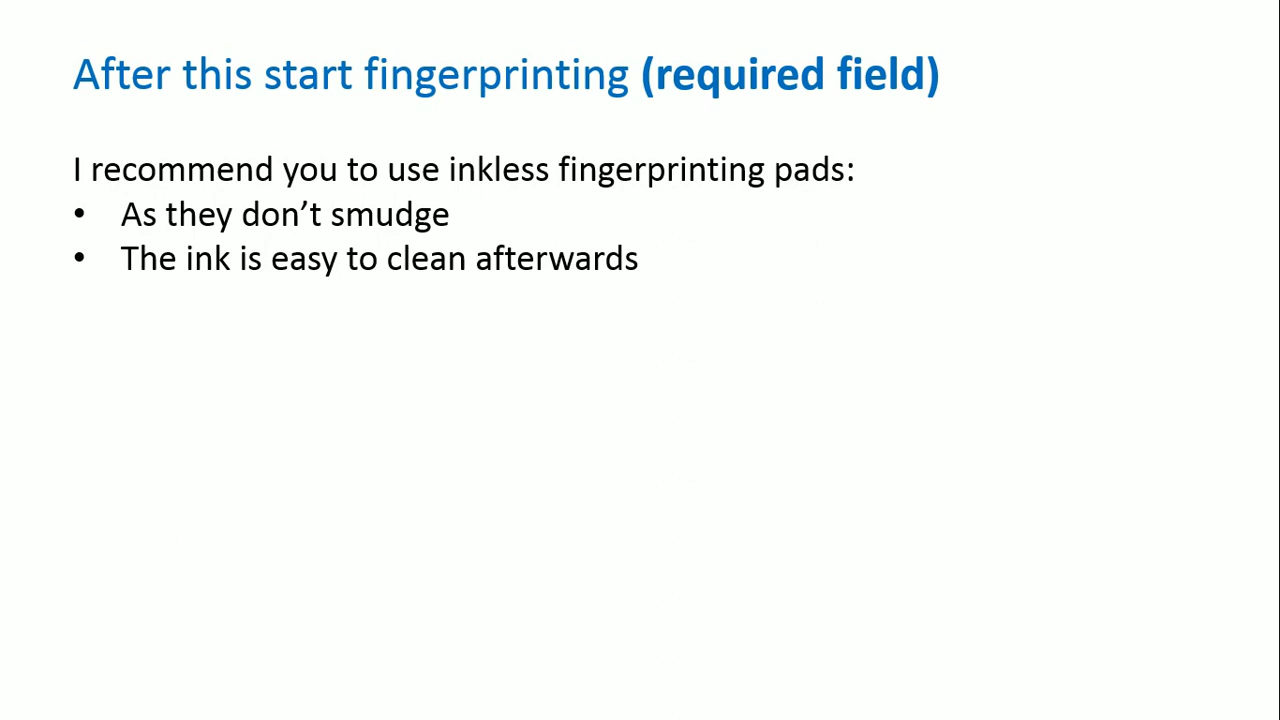 After this start fingerprinting (required field)
I recommend you to use inkless fingerprinting pads:
• As they don’t smudge
• The ink is easy to clean afterwards